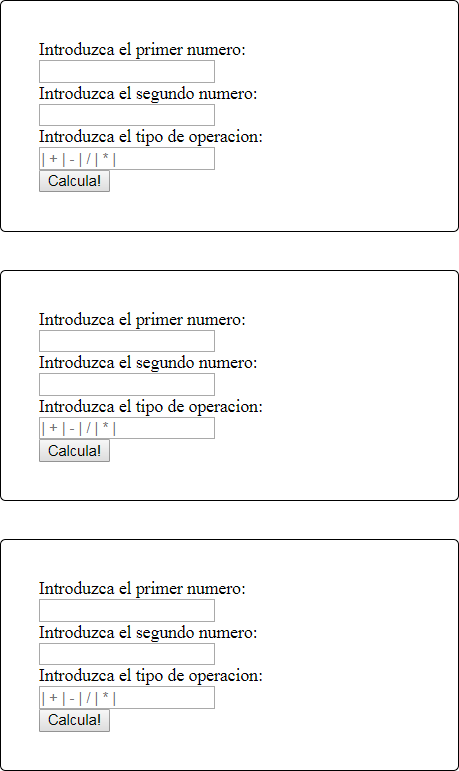 Introduzca el primer numero:
Introduzca el segundo numero:
Introduzca el tipo de operacion:
| + | - | / | * |
Calcula!
Introduzca el primer numero:
Introduzca el segundo numero:
Introduzca el tipo de operacion:
| + | - | / | * |
Calcula!
Introduzca el primer numero:
Introduzca el segundo numero:
Introduzca el tipo de operacion:
| + | - | / | * |
Calcula!